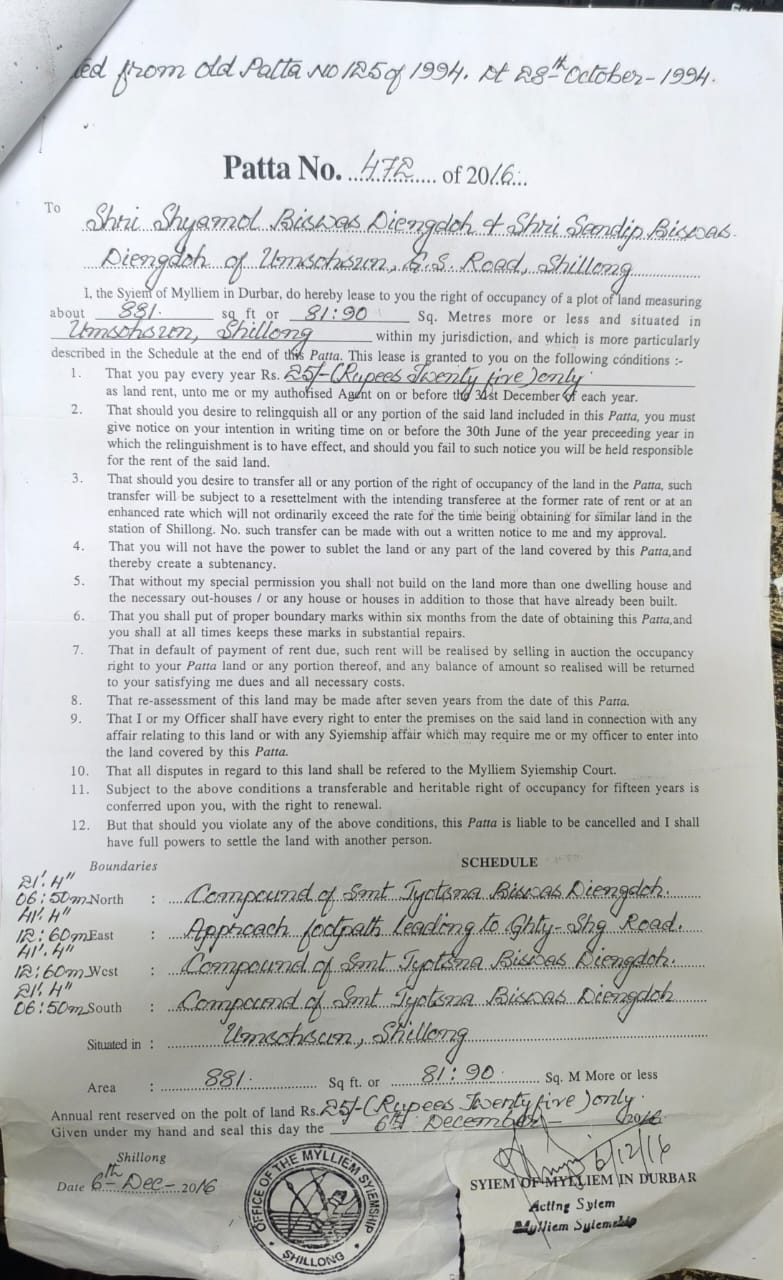 ted from old Patta No 125 of 1994. Dt 28th October-1994.
Patta No. 472 of 2016
To
Shri Shyamol Biswas Diengdoh & Shri Sandip Biswas
Diengdoh of Umsohsun, G.S. Road, Shillong
I, the Syiem of Mylliem in Durbar, do hereby lease to you the right of occupancy of a plot of land measuring
about 881. sq ft or 81:90 Sq. Metres more or less and situated in
Umsohsun, Shillong within my jurisdiction, and which is more particularly
described in the Schedule at the end of this Patta. This lease is granted to you on the following conditions :-
1. That you pay every year Rs. 25/- (Rupees Twenty five) only.
as land rent, unto me or my authorised Agent on or before the 31st December of each year.
2. That should you desire to relingquish all or any portion of the said land included in this Patta, you must
give notice on your intention in writing time on or before the 30th June of the year preceeding year in
which the relinguishment is to have effect, and should you fail to such notice you will be held responsible
for the rent of the said land.
3. That should you desire to transfer all or any portion of the right of occupancy of the land in the Patta, such
transfer will be subject to a resettelment with the intending transferee at the former rate of rent or at an
enhanced rate which will not ordinarily exceed the rate for the time being obtaining for similar land in the
station of Shillong. No. such transfer can be made with out a written notice to me and my approval.
4. That you will not have the power to sublet the land or any part of the land covered by this Patta, and
thereby create a subtenancy.
5. That without my special permission you shall not build on the land more than one dwelling house and
the necessary out-houses / or any house or houses in addition to those that have already been built.
6. That you shall put of proper boundary marks within six months from the date of obtaining this Patta, and
you shall at all times keeps these marks in substantial repairs.
7. That in default of payment of rent due, such rent will be realised by selling in auction the occupancy
right to your Patta land or any portion thereof, and any balance of amount so realised will be returned
to your satisfying me dues and all necessary costs.
8. That re-assessment of this land may be made after seven years from the date of this Patta.
9. That I or my Officer shall have every right to enter the premises on the said land in connection with any
affair relating to this land or with any Syiemship affair which may require me or my officer to enter into
the land covered by this Patta.
10. That all disputes in regard to this land shall be refered to the Mylliem Syiemship Court.
11. Subject to the above conditions a transferable and heritable right of occupancy for fifteen years is
conferred upon you, with the right to renewal.
12. But that should you violate any of the above conditions, this Patta is liable to be cancelled and I shall
have full powers to settle the land with another person.
Boundaries SCHEDULE
21'.4"
06:50m North : Compound of Smt Jyotsna Biswas Diengdoh.
41'.4"
12:60m East : Approach footpath leading to Ghty-Shg Road.
41'.4"
12:60m West : Compound of Smt Jyotsna Biswas Diengdoh.
21'.4"
06:50m South : Compound of Smt Jyotsna Biswas Diengdoh
Situated in : Umsohsun, Shillong
Area : 881. Sq ft. or 81:90. Sq. M More or less
Annual rent reserved on the polt of land Rs. 25/- (Rupees Twenty five) only.
Given under my hand and seal this day the 6th December- 2016
Shillong
Date 6th-Dec- 2016
OFFICE OF THE MYLLIEM SYIEMSHIP
SHILLONG
6/12/16
SYIEM OF MYLLIEM IN DURBAR
Acting Syiem
Mylliem Syiemship